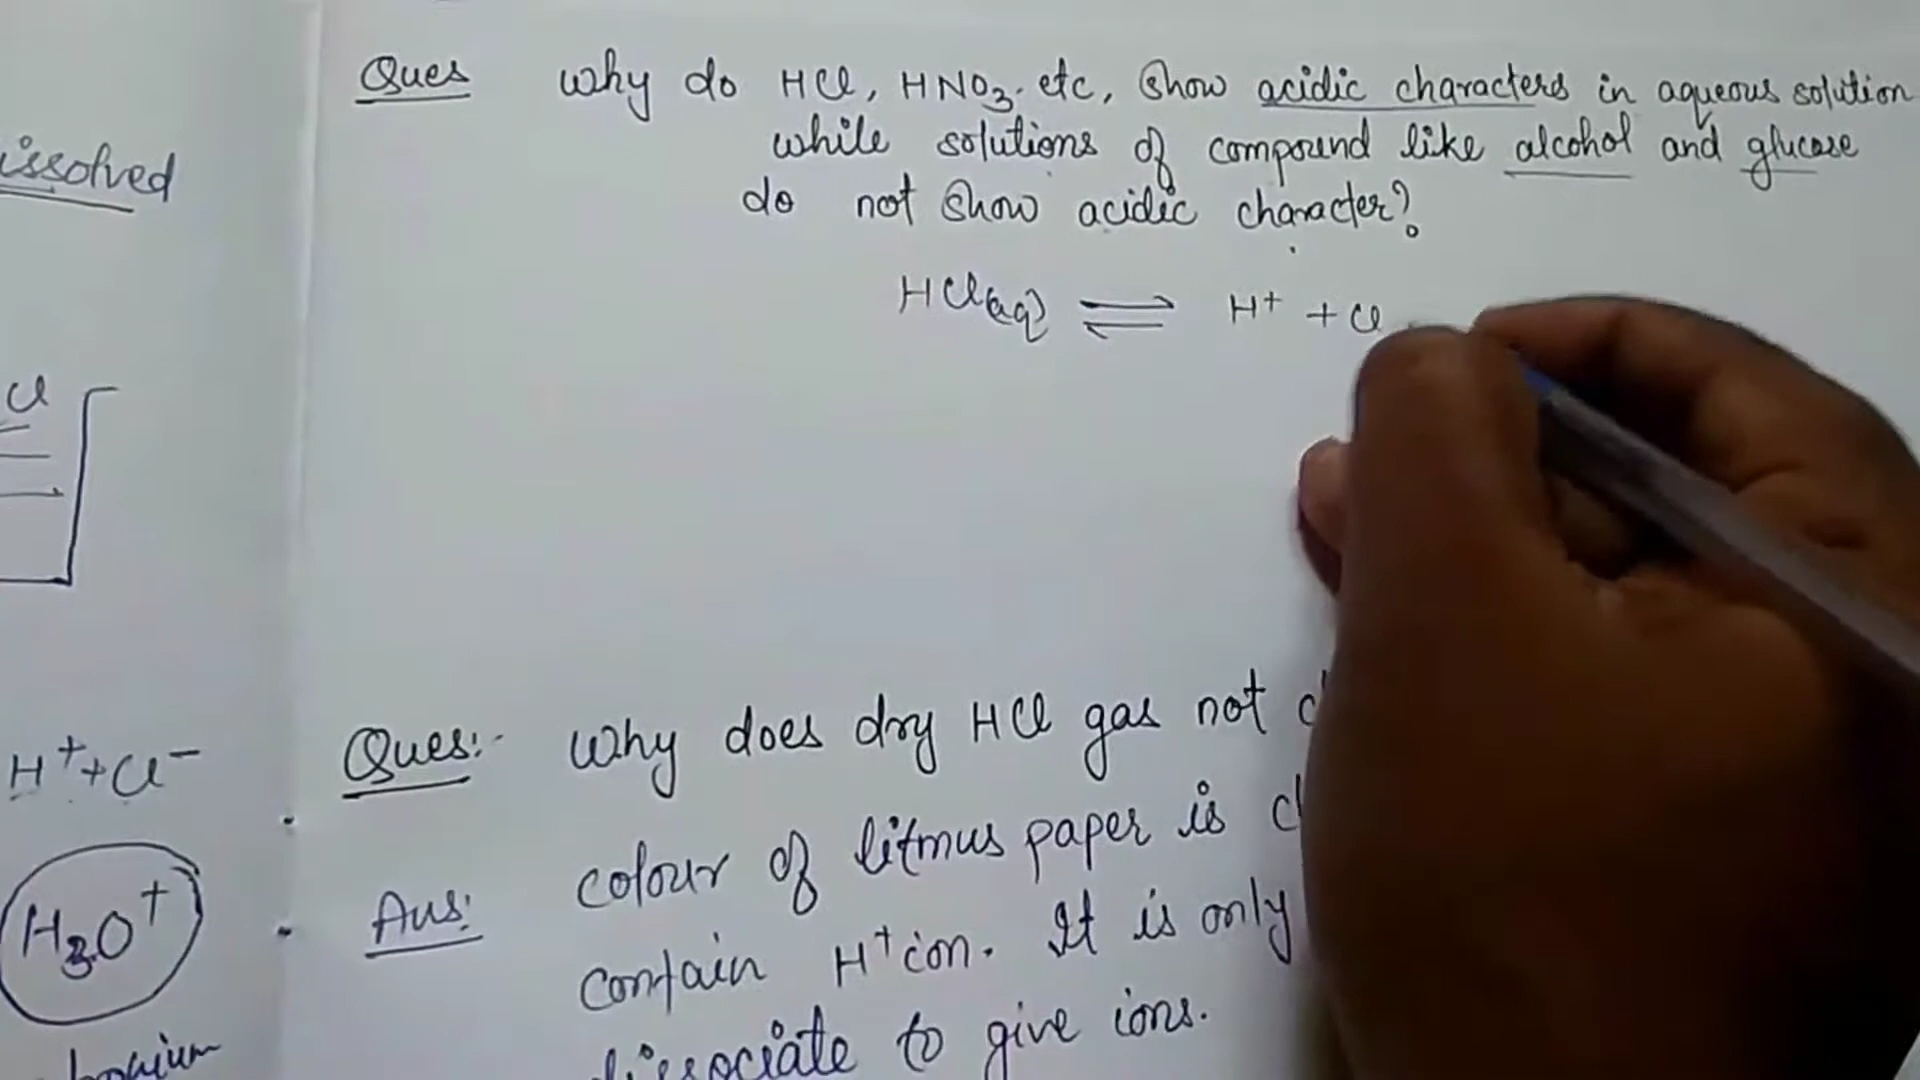 Ques why do HCl, HNO3. etc, show acidic characters in aqueous solution
while solutions of compound like alcohol and glucose
do not show acidic character?
HCl(aq) ⇌ H+ + Cl
Ques:- Why does dry HCl gas not
colour of litmus paper is
Ans: contain H+ ion. It is only
dissociate to give ions.
issolved
Cl
H+ + Cl-
H3O+